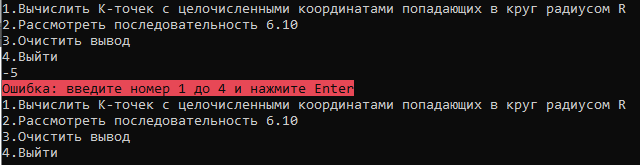 1.Вычислить К-точек с целочисленными координатами попадающих в круг радиусом R
2.Рассмотреть последовательность 6.10
3.Очистить вывод
4.Выйти
-5
Ошибка: введите номер 1 до 4 и нажмите Enter
1.Вычислить К-точек с целочисленными координатами попадающих в круг радиусом R
2.Рассмотреть последовательность 6.10
3.Очистить вывод
4.Выйти